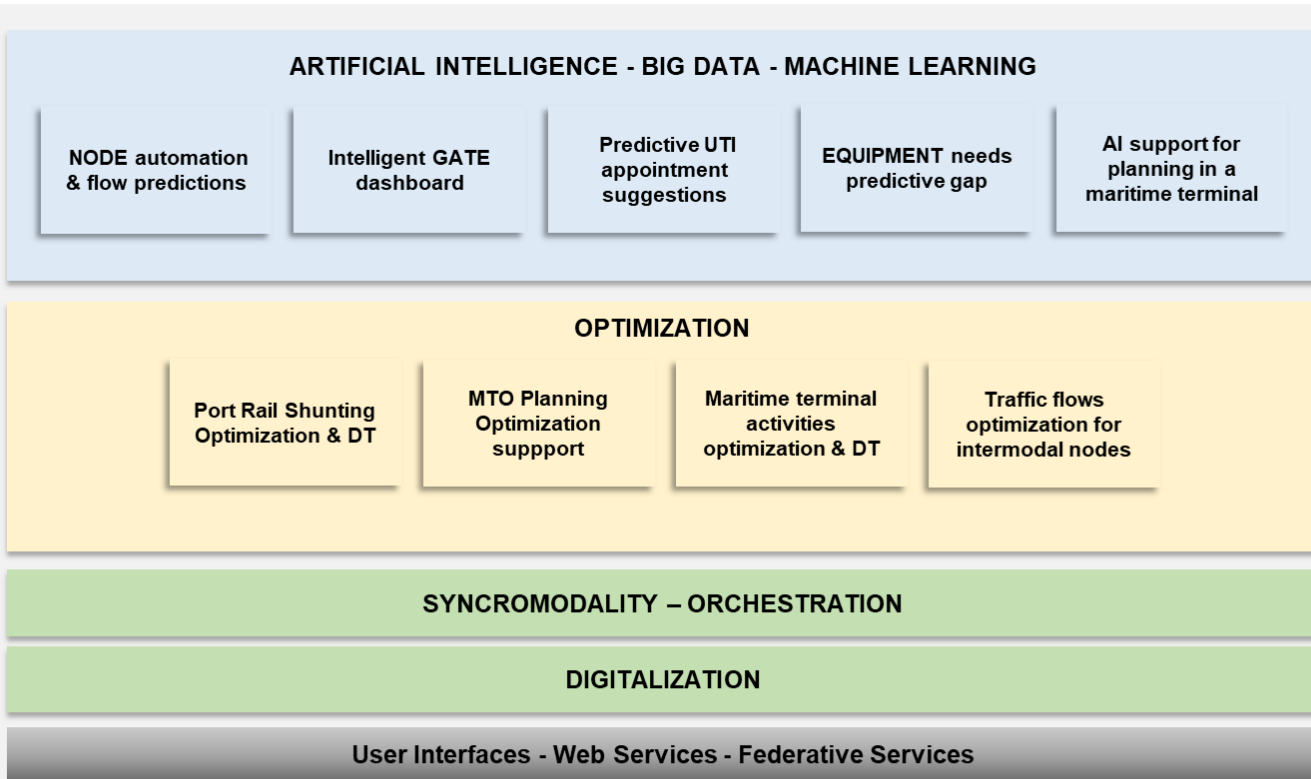 ARTIFICIAL INTELLIGENCE - BIG DATA - MACHINE LEARNING
NODE automation
& flow predictions
Intelligent GATE
dashboard
Predictive UTI
appointment
suggestions
EQUIPMENT needs
predictive gap
AI support for
planning in a
maritime terminal
OPTIMIZATION
Port Rail Shunting
Optimization & DT
MTO Planning
Optimization
suppport
Maritime terminal
activities
optimization & DT
Traffic flows
optimization for
intermodal nodes
SYNCROMODALITY – ORCHESTRATION
DIGITALIZATION
User Interfaces - Web Services - Federative Services